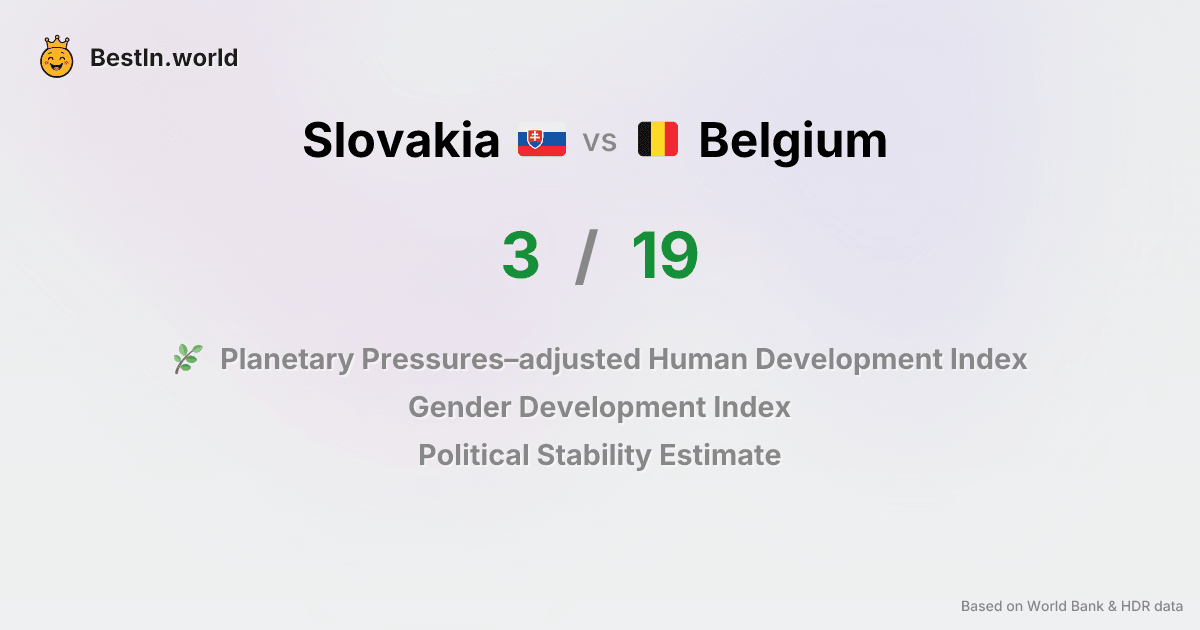 BestIn.world
Slovakia vs Belgium
3 / 19
Planetary Pressures–adjusted Human Development Index
Gender Development Index
Political Stability Estimate
Based on World Bank & HDR data